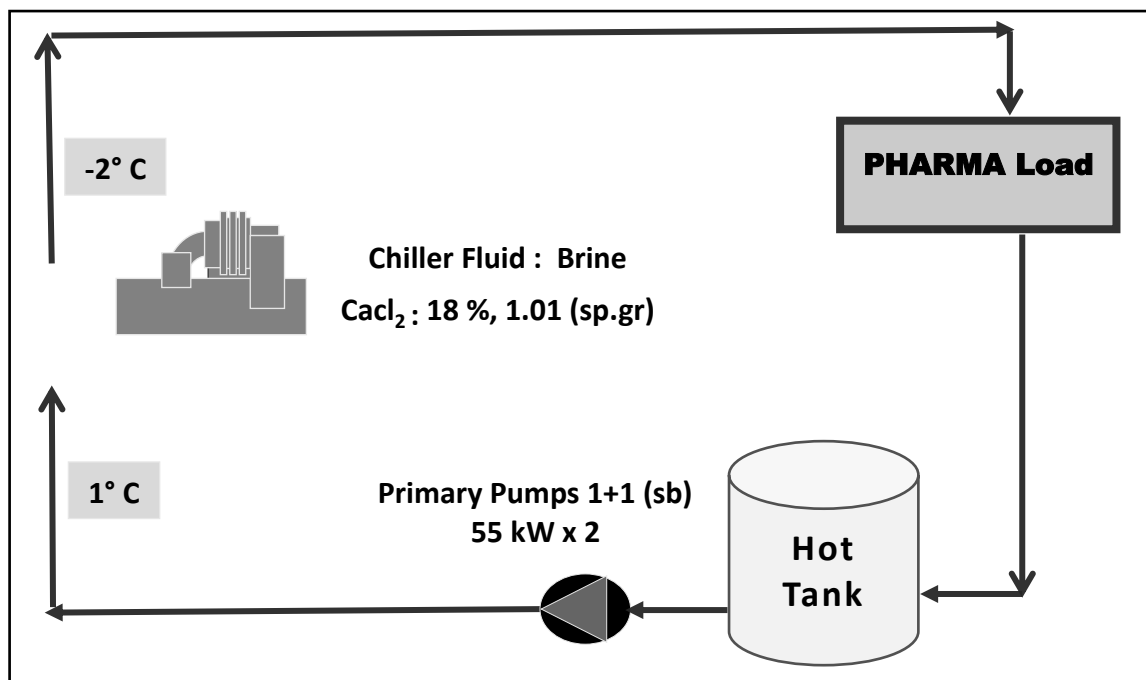 -2° C
PHARMA Load
Chiller Fluid : Brine
Cacl₂ : 18 %, 1.01 (sp.gr)
1° C
Primary Pumps 1+1 (sb)
55 kW x 2
Hot
Tank